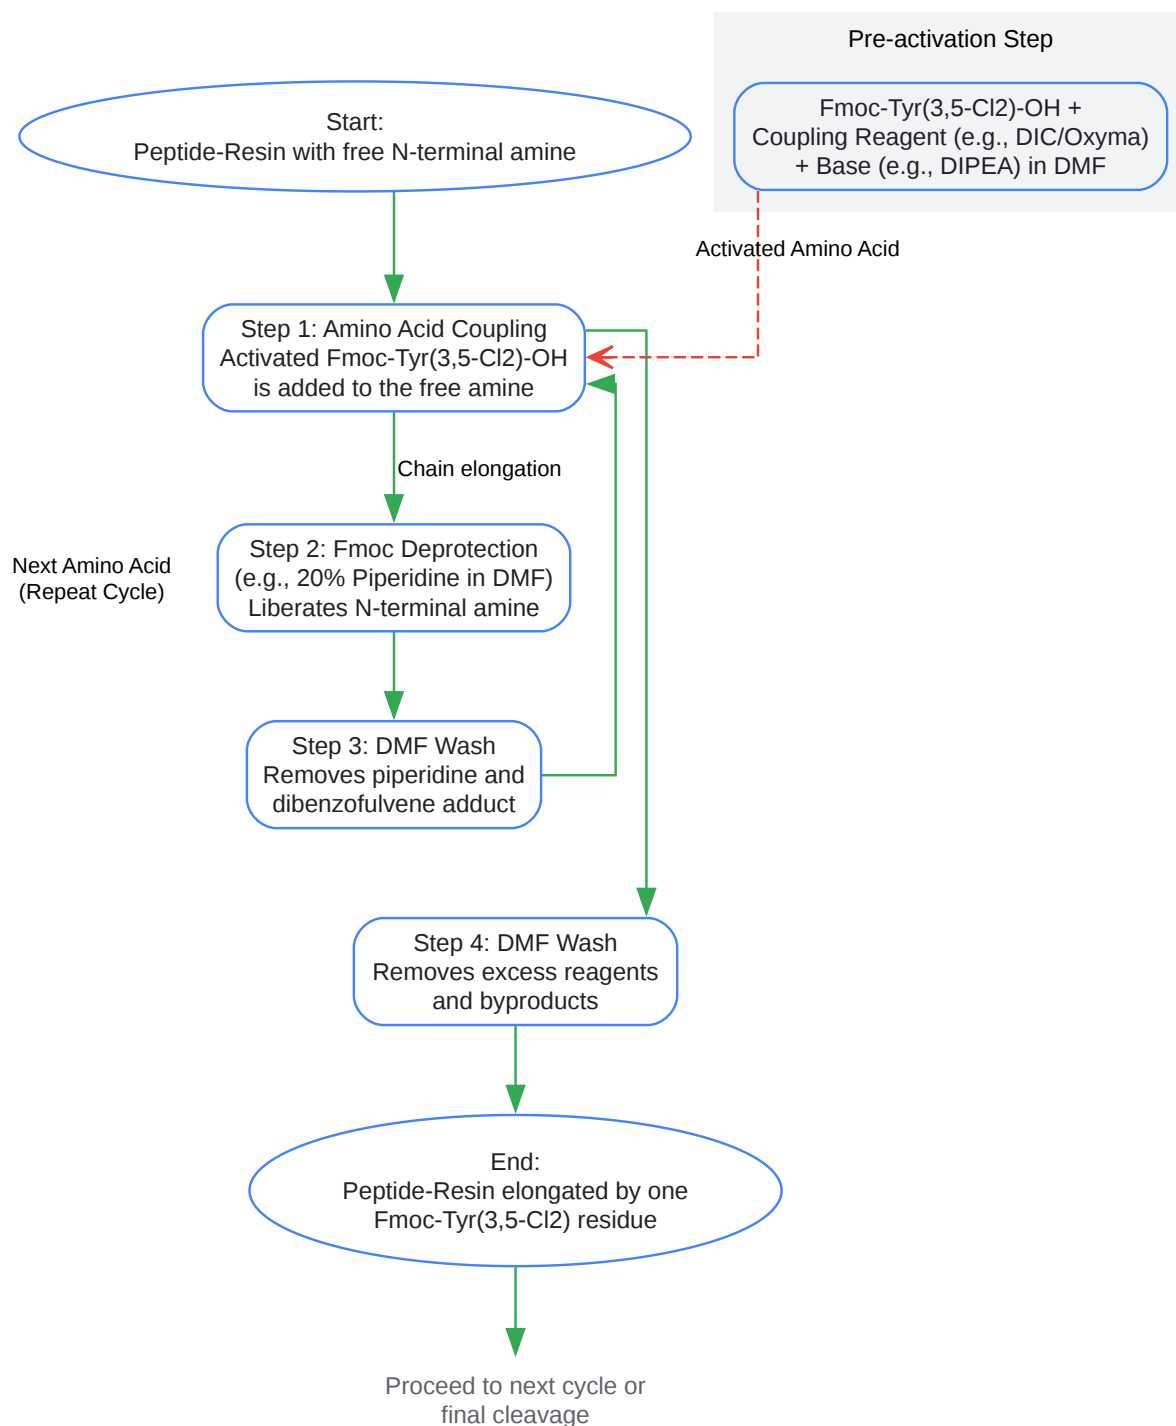 Pre-activation Step
Fmoc-Tyr(3,5-Cl2)-OH +
Coupling Reagent (e.g., DIC/Oxyma)
+ Base (e.g., DIPEA) in DMF
Start:
Peptide-Resin with free N-terminal amine
Activated Amino Acid
Step 1: Amino Acid Coupling
Activated Fmoc-Tyr(3,5-Cl2)-OH
is added to the free amine
Chain elongation
Next Amino Acid
(Repeat Cycle)
Step 2: Fmoc Deprotection
(e.g., 20% Piperidine in DMF)
Liberates N-terminal amine
Step 3: DMF Wash
Removes piperidine and
dibenzofulvene adduct
Step 4: DMF Wash
Removes excess reagents
and byproducts
End:
Peptide-Resin elongated by one
Fmoc-Tyr(3,5-Cl2) residue
Proceed to next cycle or
final cleavage